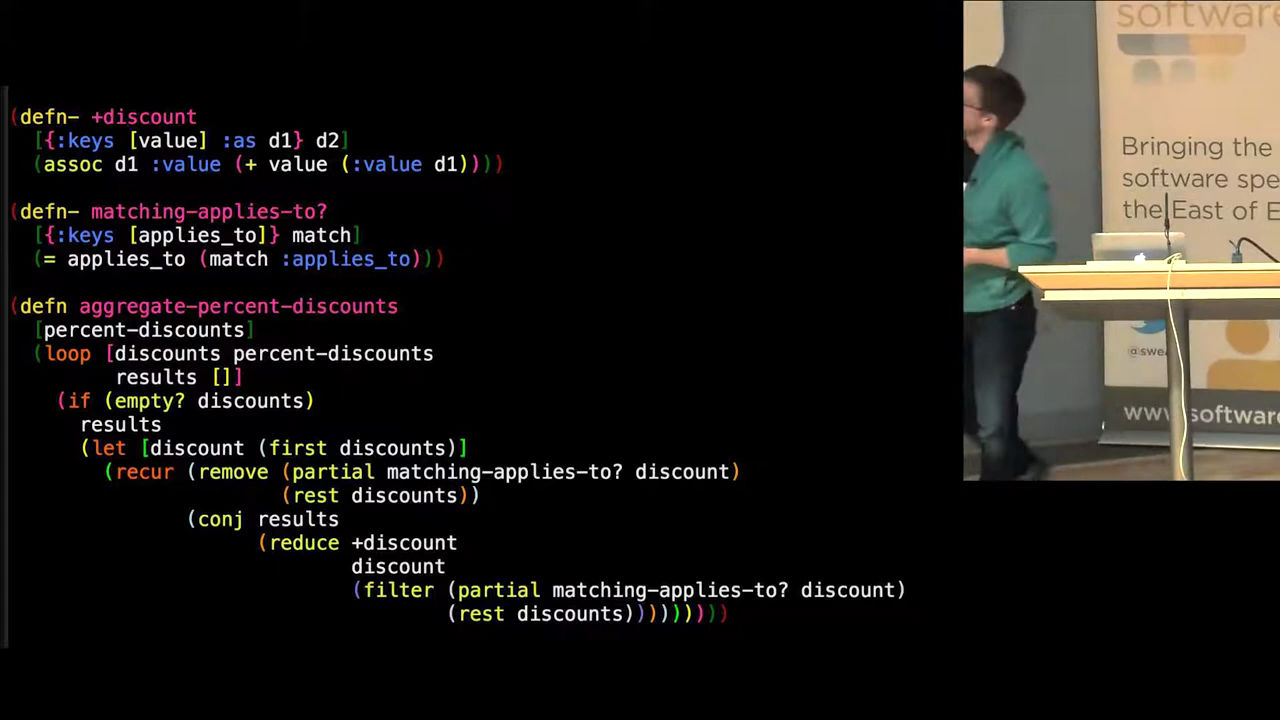 (defn- +discount
[{:keys [value] :as d1} d2]
(assoc d1 :value (+ value (:value d1))))
(defn- matching-applies-to?
[{:keys [applies_to]} match]
(= applies_to (match :applies_to)))
(defn aggregate-percent-discounts
[percent-discounts]
(loop [discounts percent-discounts
results []]
(if (empty? discounts)
results
(let [discount (first discounts)]
(recur (remove (partial matching-applies-to? discount)
(rest discounts))
(conj results
(reduce +discount
discount
(filter (partial matching-applies-to? discount)
(rest discounts)))))))))
software
Bringing the
software spe
the East of E
@swea
www.software